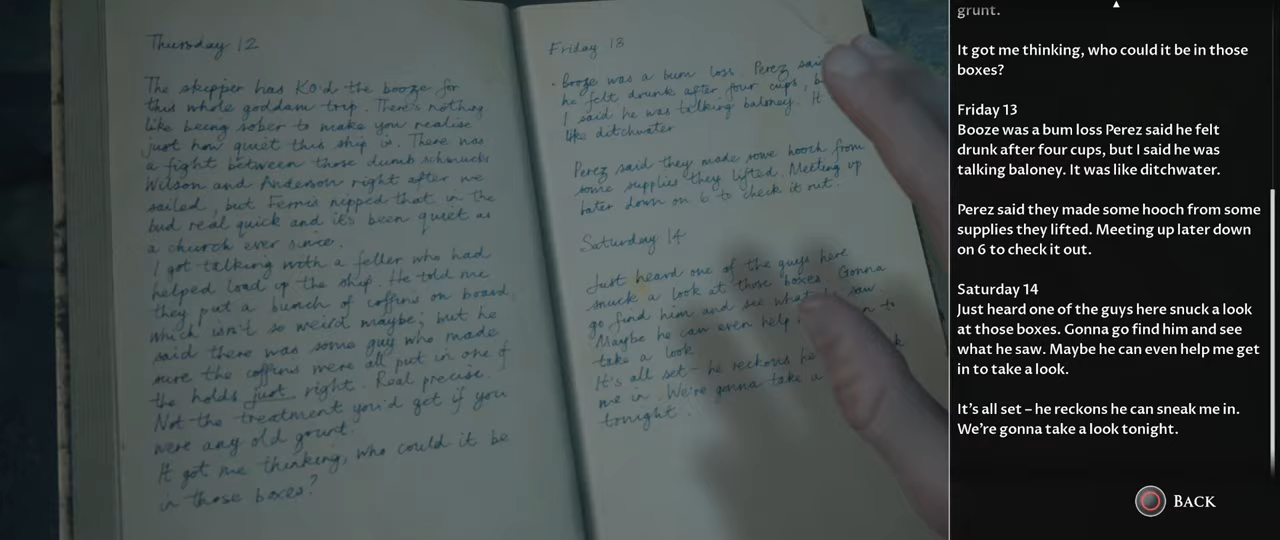 Thursday 12
The skipper has KO'd the booze for
this whole goddam trip. There's nothing
like being sober to make you realise
just how quiet this ship is. There was
a fight between those dumb schmucks
Wilson and Anderson right after we
sailed, but Ferris nipped that in the
bud real quick and it's been quiet as
a church ever since.
I got talking with a feller who had
helped load up the ship. He told me
they put a bunch of coffins on board,
which isn't so weird maybe; but he
said there was some guy who made
sure the coffins were all put in one of
the holds just right. Real precise.
Not the treatment you'd get if you
were any old grunt.
It got me thinking, who could it be
in those boxes?
Friday 13
Booze was a bum loss. Perez said
he felt drunk after four cups, b
I said he was talking baloney. It
like ditchwater
Perez said they made some hooch from
some supplies they lifted. Meeting up
later down on 6 to check it out.
Saturday 14
Just heard one of the guys here
snuck a look at those boxes. Gonna
go find him and see what he saw.
Maybe he can even help in to
take a look
It's all set – he reckons he k
me in. We're gonna take a
tonight.
grunt.
It got me thinking, who could it be in those
boxes?
Friday 13
Booze was a bum loss Perez said he felt
drunk after four cups, but I said he was
talking baloney. It was like ditchwater.
Perez said they made some hooch from some
supplies they lifted. Meeting up later down
on 6 to check it out.
Saturday 14
Just heard one of the guys here snuck a look
at those boxes. Gonna go find him and see
what he saw. Maybe he can even help me get
in to take a look.
It's all set – he reckons he can sneak me in.
We're gonna take a look tonight.
BACK